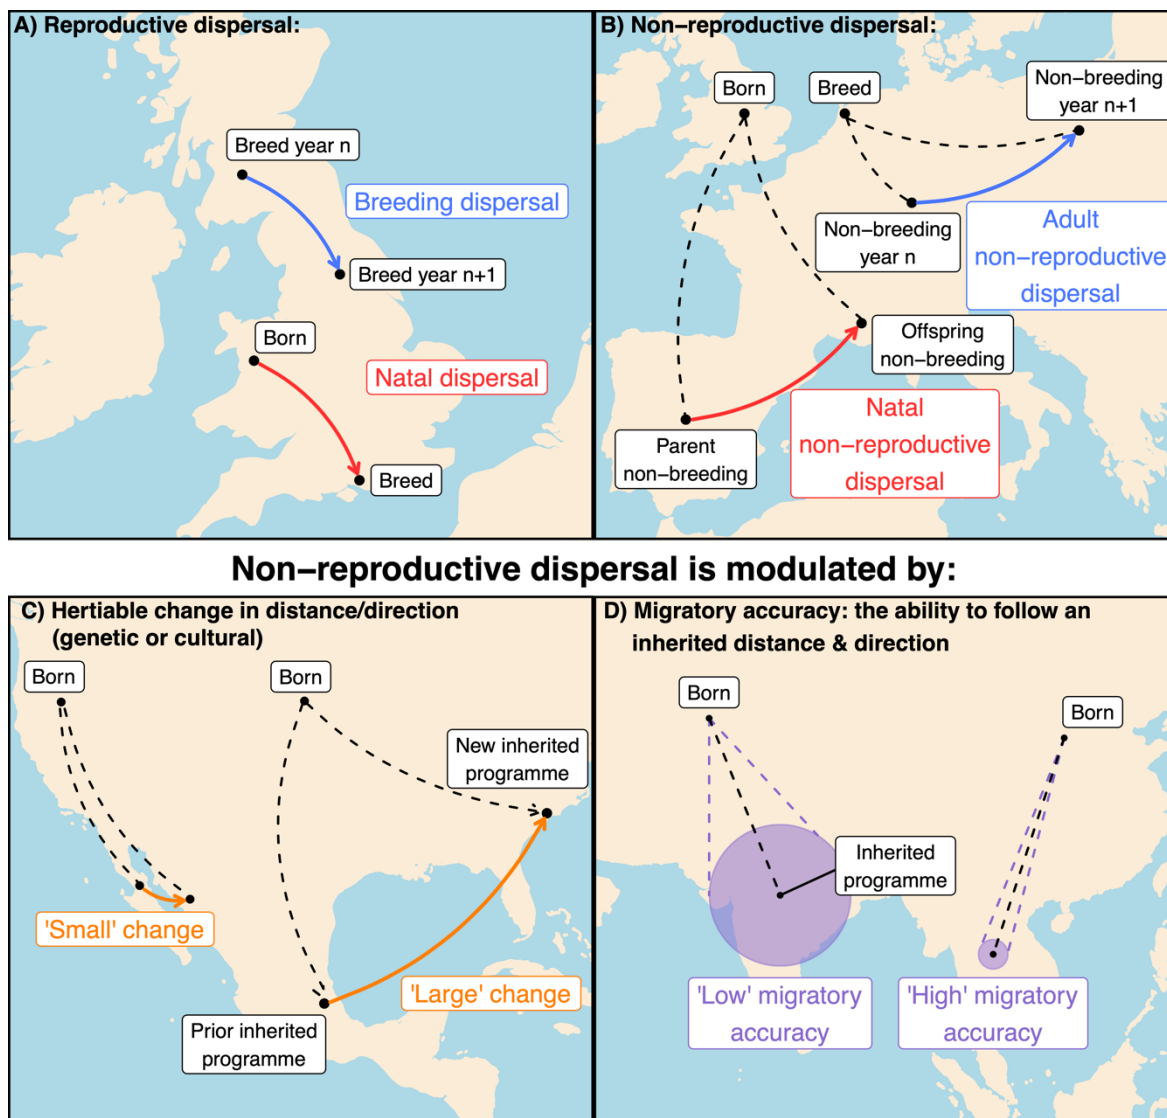 A) Reproductive dispersal:
Breed year n
Breeding dispersal
Breed year n+1
Born
Natal dispersal
Breed
B) Non−reproductive dispersal:
Born
Breed
Non−breeding
year n+1
Non−breeding
year n
Adult
non−reproductive
dispersal
Offspring
non−breeding
Parent
non−breeding
Natal
non−reproductive
dispersal
Non−reproductive dispersal is modulated by:
C) Hertiable change in distance/direction
(genetic or cultural)
Born
Born
New inherited
programme
'Small' change
'Large' change
Prior inherited
programme
D) Migratory accuracy: the ability to follow an
inherited distance & direction
Born
Born
Inherited
programme
'Low' migratory
accuracy
'High' migratory
accuracy